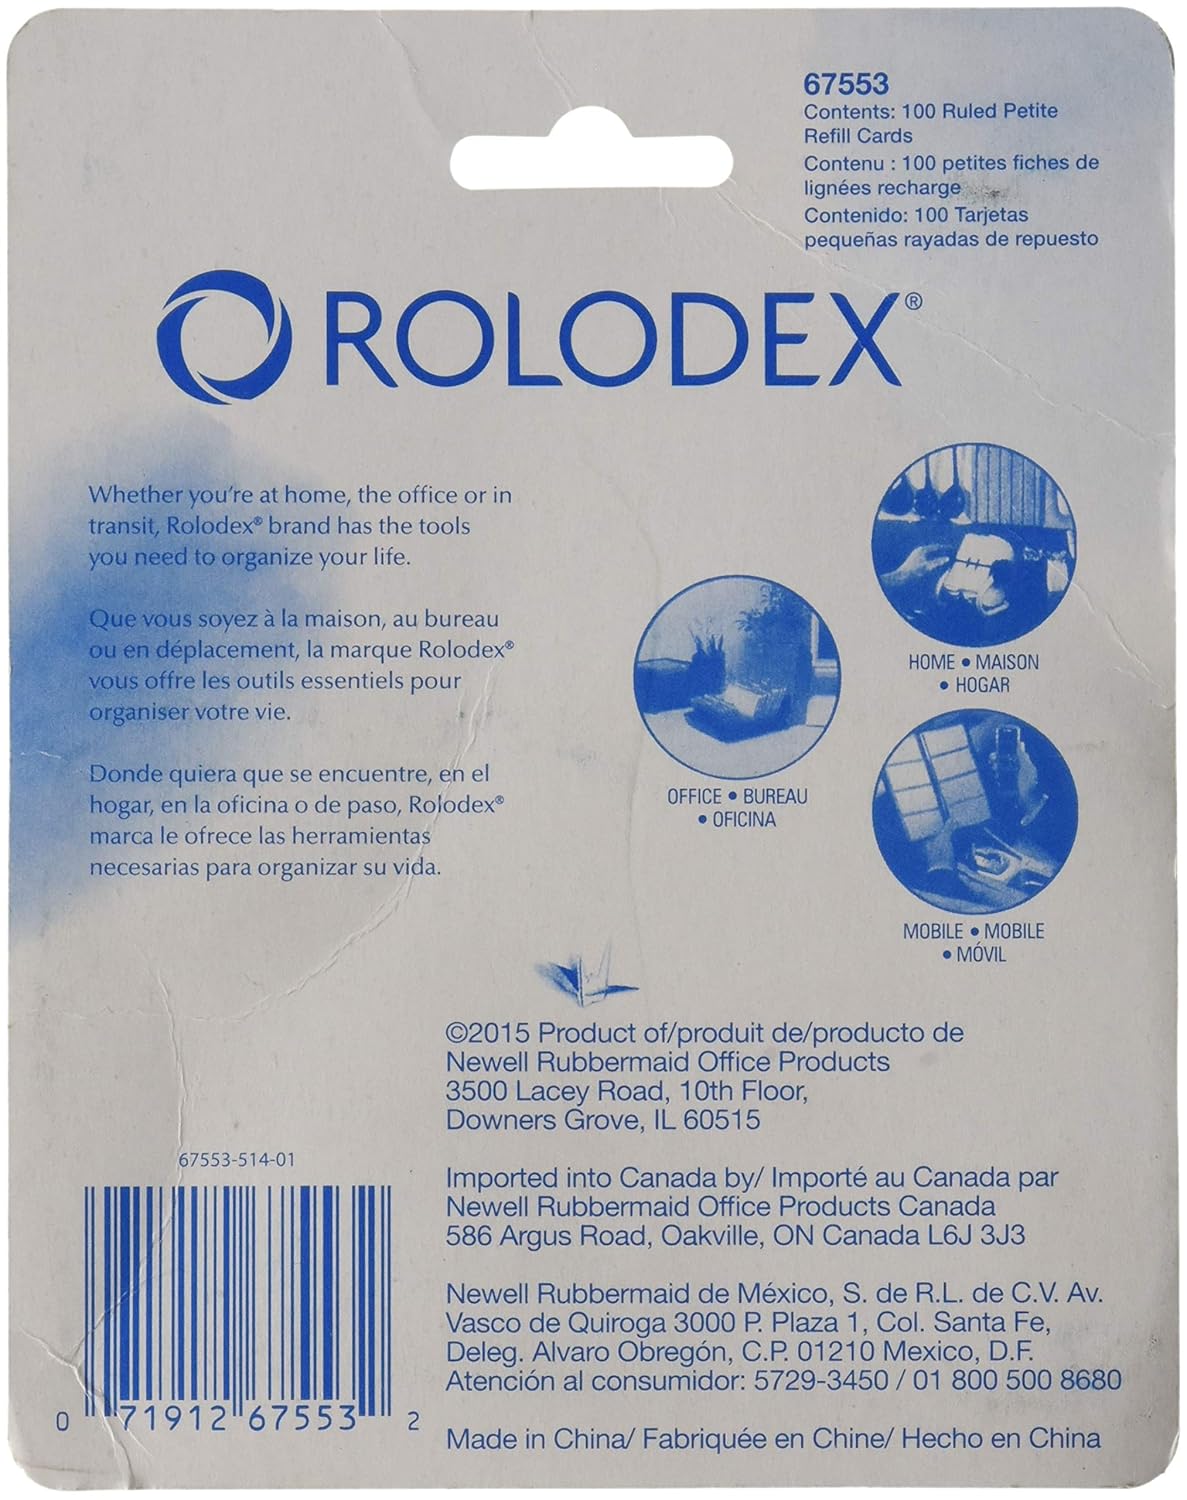 67553
Contents: 100 Ruled Petite
Refill Cards
Contenu : 100 petites fiches de
lignées recharge
Contenido: 100 Tarjetas
pequeñas rayadas de repuesto
ROLODEX®
Whether you're at home, the office or in
transit, Rolodex® brand has the tools
you need to organize your life.
Que vous soyez à la maison, au bureau
ou en déplacement, la marque Rolodex®
vous offre les outils essentiels pour
organiser votre vie.
Donde quiera que se encuentre, en el
hogar, en la oficina o de paso, Rolodex®
marca le ofrece las herramientas
necesarias para organizar su vida.
HOME • MAISON
• HOGAR
OFFICE • BUREAU
• OFICINA
MOBILE • MOBILE
• MÓVIL
©2015 Product of/produit de/producto de
Newell Rubbermaid Office Products
3500 Lacey Road, 10th Floor,
Downers Grove, IL 60515
Imported into Canada by/ Importé au Canada par
Newell Rubbermaid Office Products Canada
586 Argus Road, Oakville, ON Canada L6J 3J3
Newell Rubbermaid de México, S. de R.L. de C.V. Av.
Vasco de Quiroga 3000 P. Plaza 1, Col. Santa Fe,
Deleg. Alvaro Obregón, C.P. 01210 Mexico, D.F.
Atención al consumidor: 5729-3450 / 01 800 500 8680
Made in China/ Fabriquée en Chine/ Hecho en China
67553-514-01
0 71912 67553 2